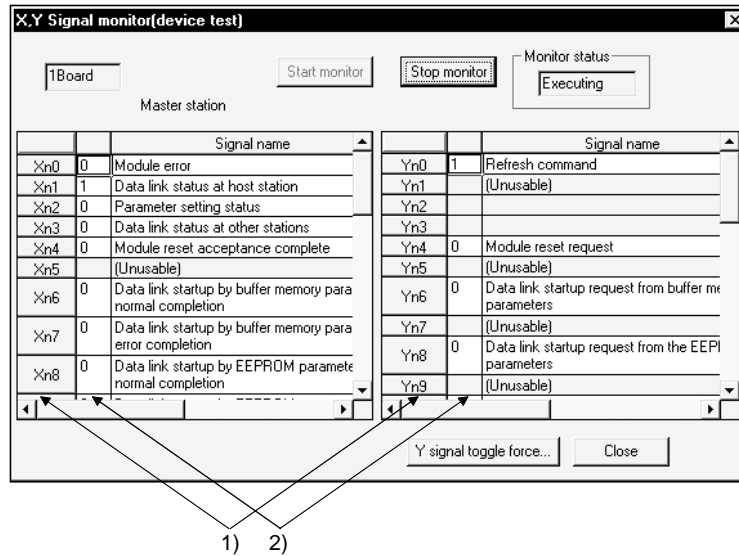 X,Y Signal monitor(device test)
1Board
Start monitor
Stop monitor
Monitor status
Executing
Master station
Signal name
Xn0 0 Module error
Xn1 1 Data link status at host station
Xn2 0 Parameter setting status
Xn3 0 Data link status at other stations
Xn4 0 Module reset acceptance complete
Xn5 (Unusable)
Xn6 0 Data link startup by buffer memory para
normal completion
Xn7 0 Data link startup by buffer memory para
error completion
Xn8 0 Data link startup by EEPROM paramete
normal completion
Signal name
Yn0 1 Refresh command
Yn1 (Unusable)
Yn2
Yn3
Yn4 0 Module reset request
Yn5 (Unusable)
Yn6 0 Data link startup request from buffer me
parameters
Yn7 (Unusable)
Yn8 0 Data link startup request from the EEPI
parameters
Yn9 (Unusable)
Y signal toggle force...
Close
1) 2)